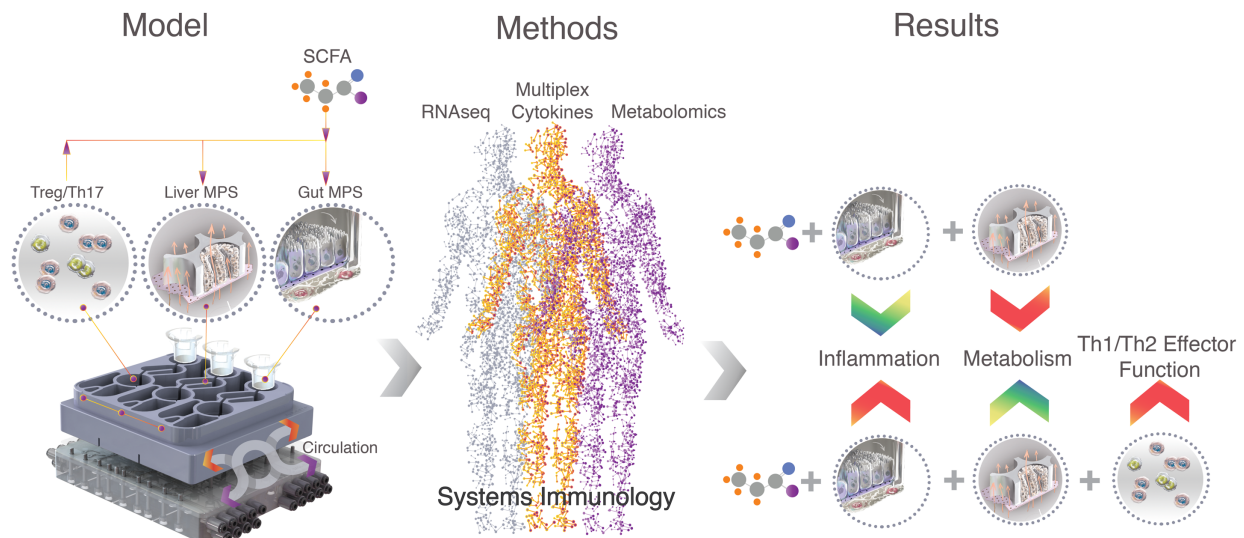 Model
Methods
Results
SCFA
RNAseq
Multiplex
Cytokines
Metabolomics
Treg/Th17
Liver MPS
Gut MPS
Circulation
Systems Immunology
Inflammation
Metabolism
Th1/Th2 Effector
Function